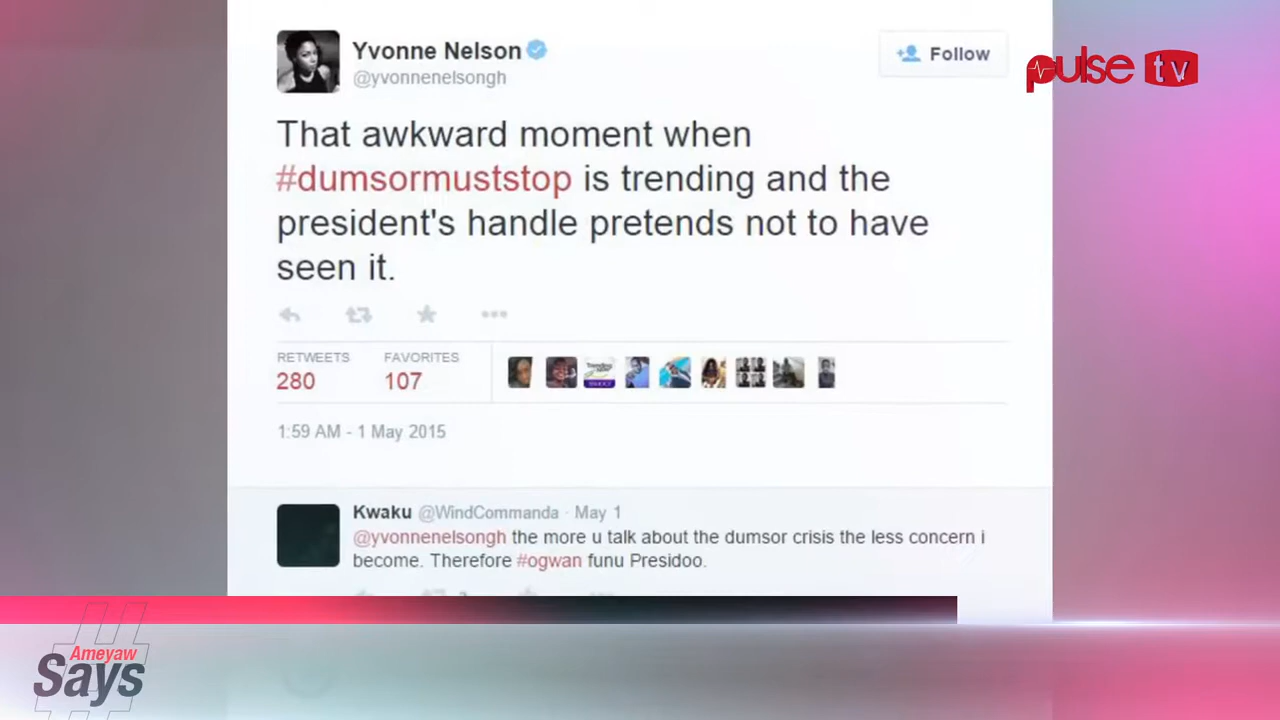 Yvonne Nelson
@yvonnenelsongh
Follow
pulse tv
That awkward moment when
#dumsormuststop is trending and the
president's handle pretends not to have
seen it.
RETWEETS FAVORITES
280 107
1:59 AM - 1 May 2015
Kwaku @WindCommanda · May 1
@yvonnenelsongh the more u talk about the dumsor crisis the less concern i
become. Therefore #ogwan funu Presidoo.
#
Ameyaw
Says